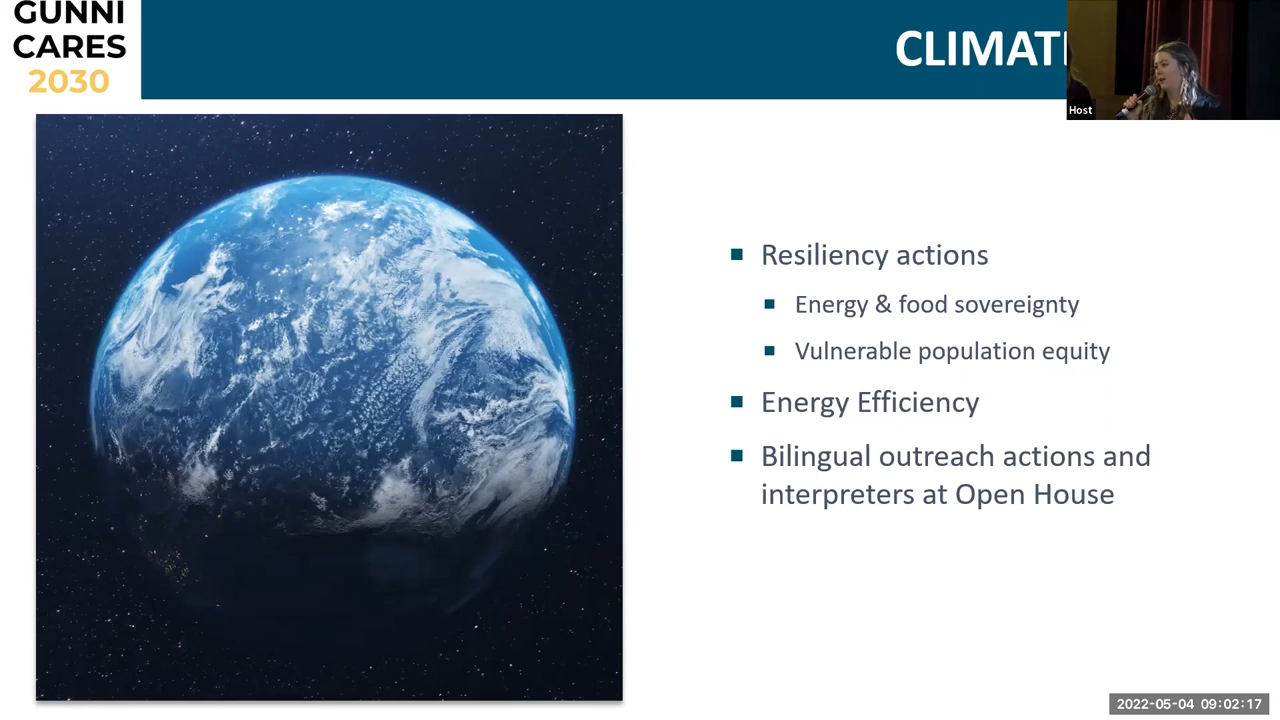 GUNNI
CARES
2030
CLIMAT
Host
Resiliency actions
Energy & food sovereignty
Vulnerable population equity
Energy Efficiency
Bilingual outreach actions and
interpreters at Open House
2022-05-04 09:02:17